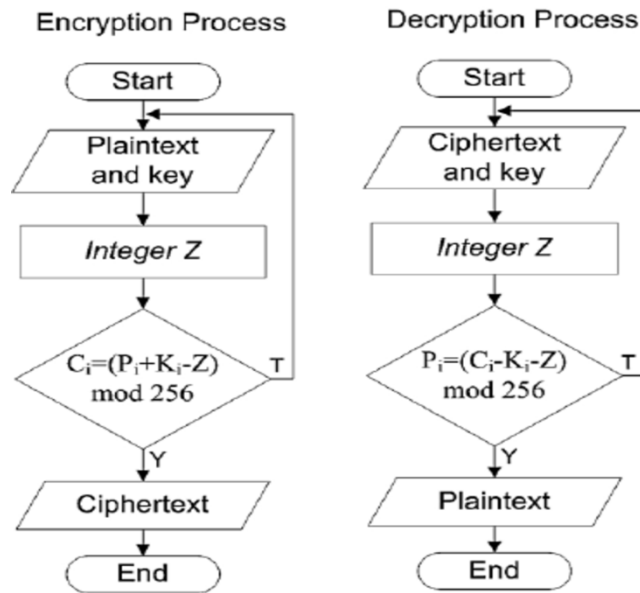 Encryption Process
Start
Plaintext
and key
Integer Z
Cᵢ=(Pᵢ+Kᵢ-Z)
mod 256
T
Y
Ciphertext
End
Decryption Process
Start
Ciphertext
and key
Integer Z
Pᵢ=(Cᵢ-Kᵢ-Z)
mod 256
T
Y
Plaintext
End